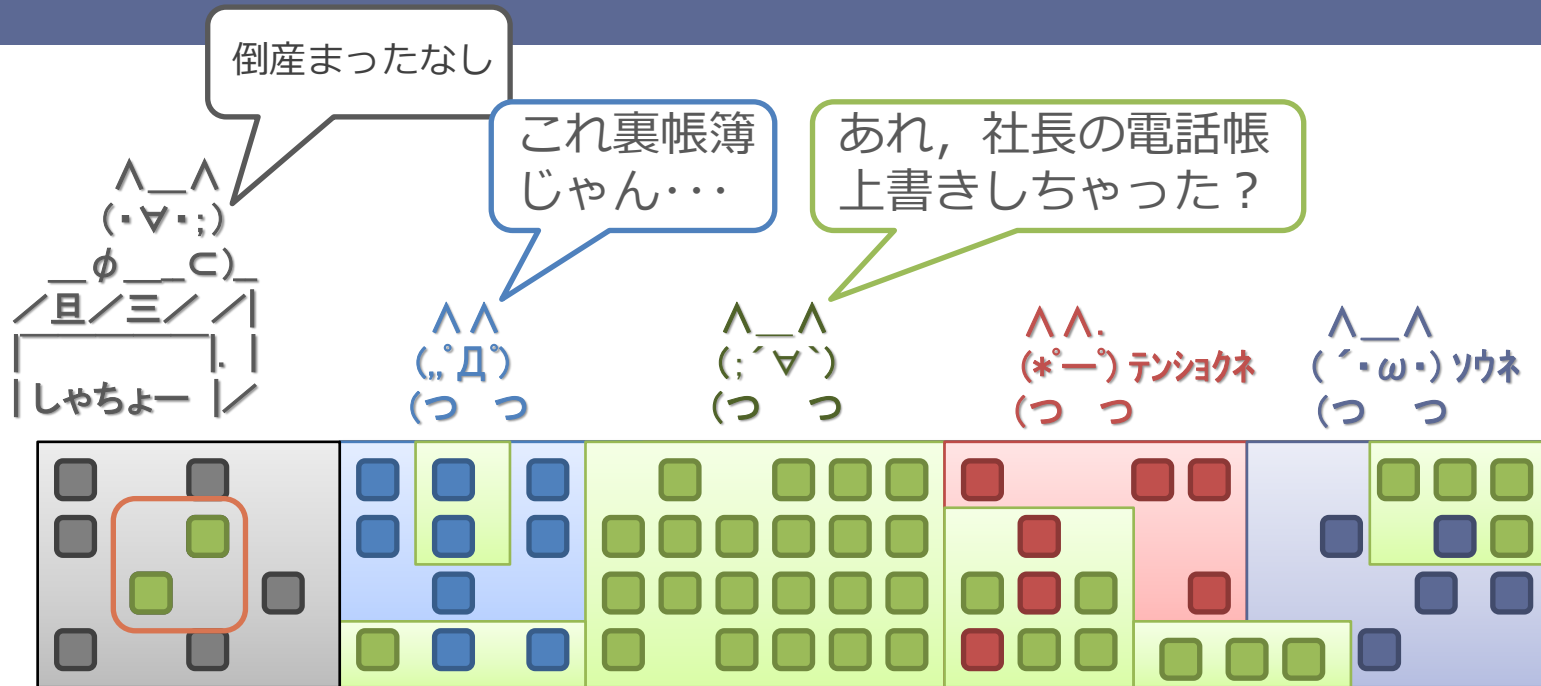 倒産まったなし
これ裏帳簿
じゃん･･･
あれ，社長の電話帳
上書きしちゃった？
∧＿∧
(・∀・;)
＿φ＿＿⊂)＿
／旦／三／ ／|
|￣￣￣￣￣￣|. |
|しゃちょー |／
∧∧
(,,ﾟДﾟ)
(つ つ
∧＿∧
(;´∀`)
(つ つ
∧∧.
(*ﾟーﾟ) ﾃﾝｼｮｸﾈ
(つ つ
∧＿∧
(´・ω・) ｿｳﾈ
(つ つ